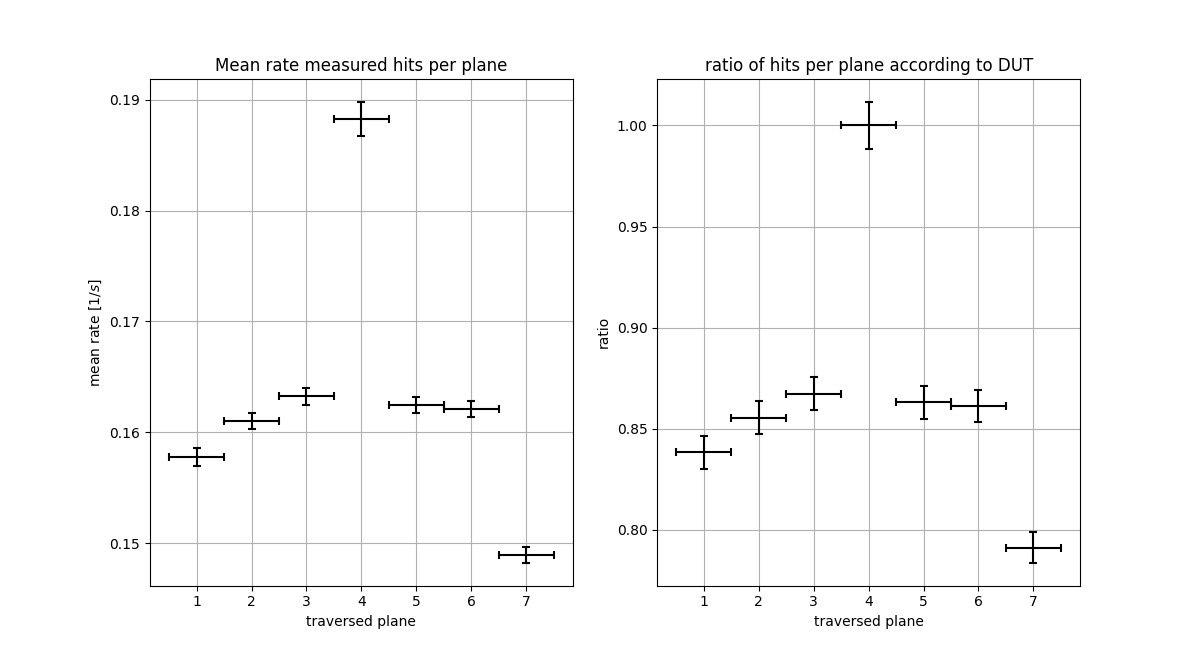 Mean rate measured hits per plane
0.19
0.18
0.17
0.16
0.15
mean rate [1/s]
1 2 3 4 5 6 7
traversed plane
ratio of hits per plane according to DUT
1.00
0.95
0.90
0.85
0.80
ratio
1 2 3 4 5 6 7
traversed plane